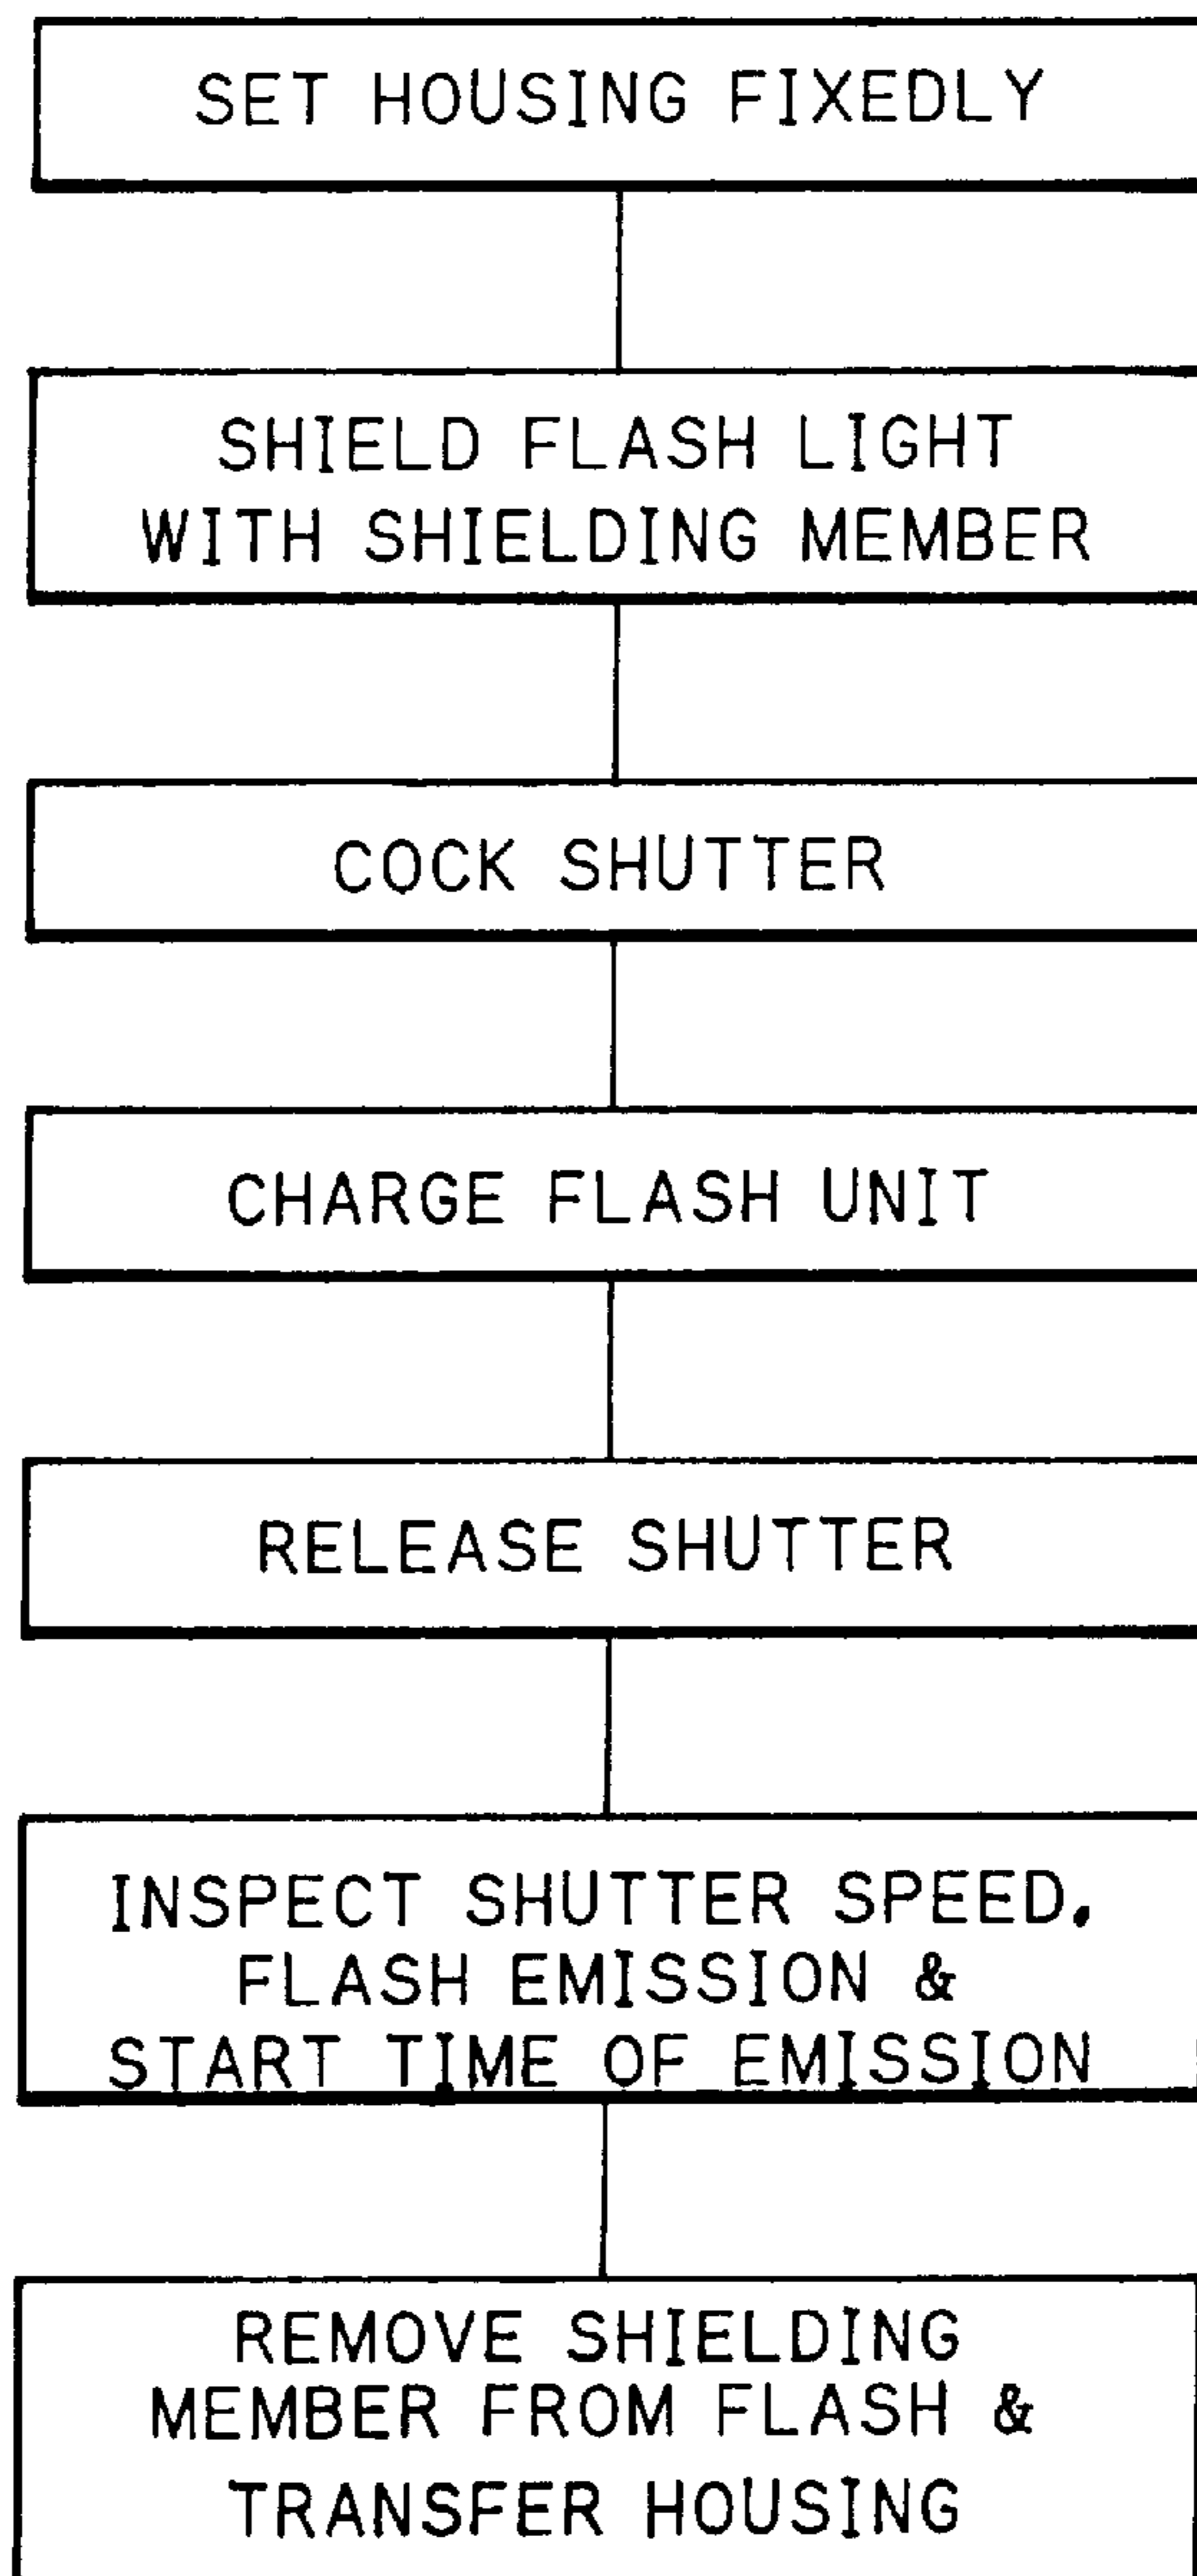 SET HOUSING FIXEDLY
SHIELD FLASH LIGHT
WITH SHIELDING MEMBER
COCK SHUTTER
CHARGE FLASH UNIT
RELEASE SHUTTER
INSPECT SHUTTER SPEED,
FLASH EMISSION &
START TIME OF EMISSION
REMOVE SHIELDING
MEMBER FROM FLASH &
TRANSFER HOUSING